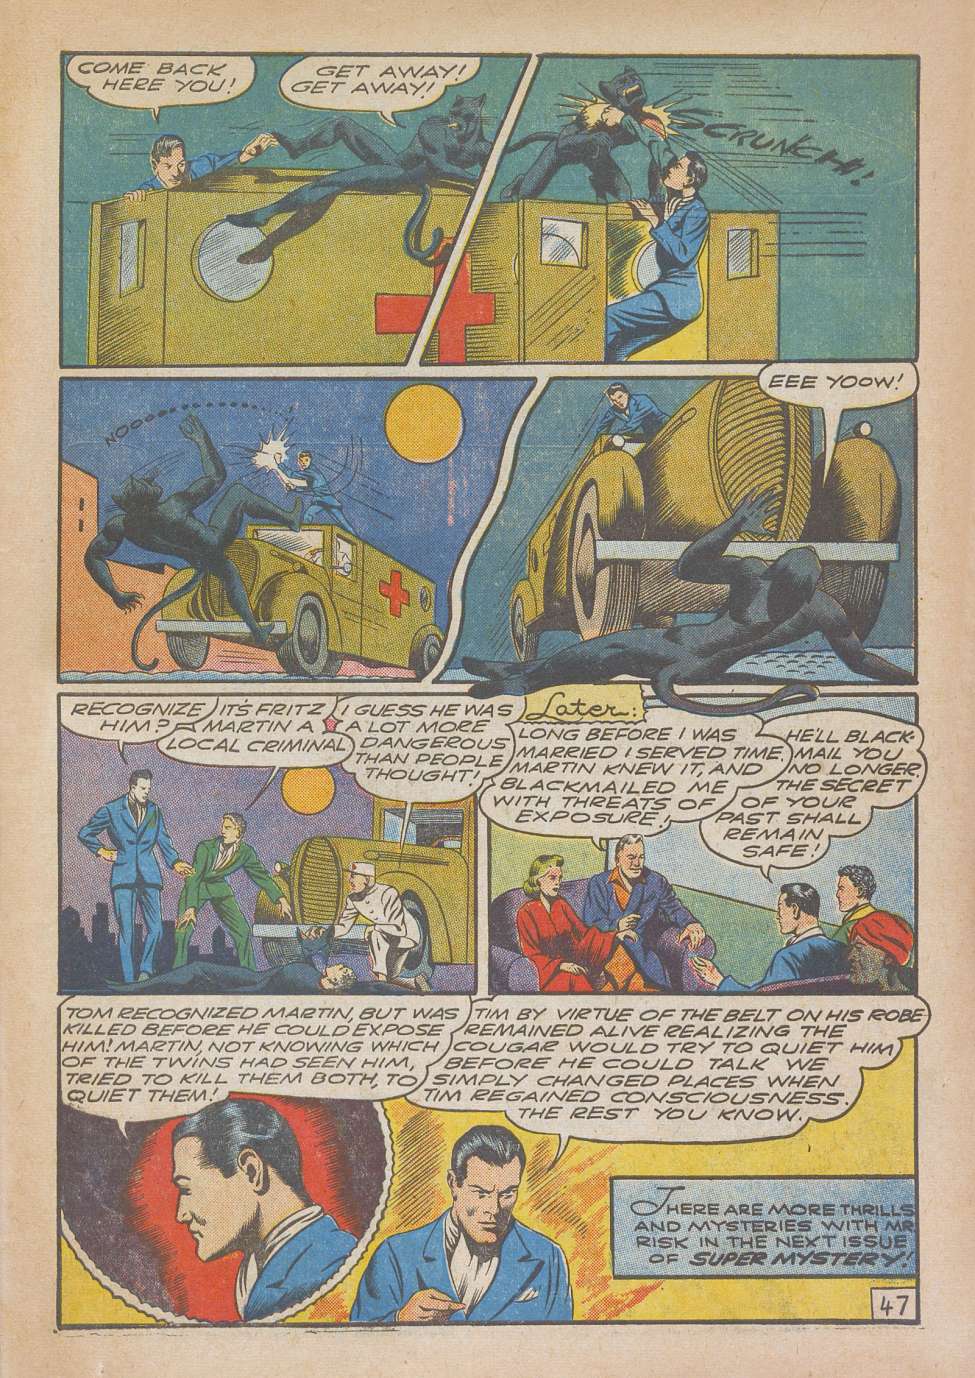 COME BACK
HERE YOU!
GET AWAY!
GET AWAY!
SCRUNCH!
NOOO
EEE YOOW!
RECOGNIZE
HIM?
IT'S FRITZ
MARTIN A
LOCAL CRIMINAL
I GUESS HE WAS
A LOT MORE
DANGEROUS
THAN PEOPLE
THOUGHT!
Later:
LONG BEFORE I WAS
MARRIED I SERVED TIME.
MARTIN KNEW IT, AND
BLACKMAILED ME
WITH THREATS OF
EXPOSURE!
HE'LL BLACK-
MAIL YOU
NO LONGER.
THE SECRET
OF YOUR
PAST SHALL
REMAIN
SAFE!
TOM RECOGNIZED MARTIN, BUT WAS
KILLED BEFORE HE COULD EXPOSE
HIM! MARTIN, NOT KNOWING WHICH
OF THE TWINS HAD SEEN HIM,
TRIED TO KILL THEM BOTH, TO
QUIET THEM!
TIM BY VIRTUE OF THE BELT ON HIS ROBE
REMAINED ALIVE REALIZING THE
COUGAR WOULD TRY TO QUIET HIM
BEFORE HE COULD TALK WE
SIMPLY CHANGED PLACES WHEN
TIM REGAINED CONSCIOUSNESS.
THE REST YOU KNOW.
THERE ARE MORE THRILLS
AND MYSTERIES WITH MR
RISK IN THE NEXT ISSUE
OF SUPER MYSTERY!
47